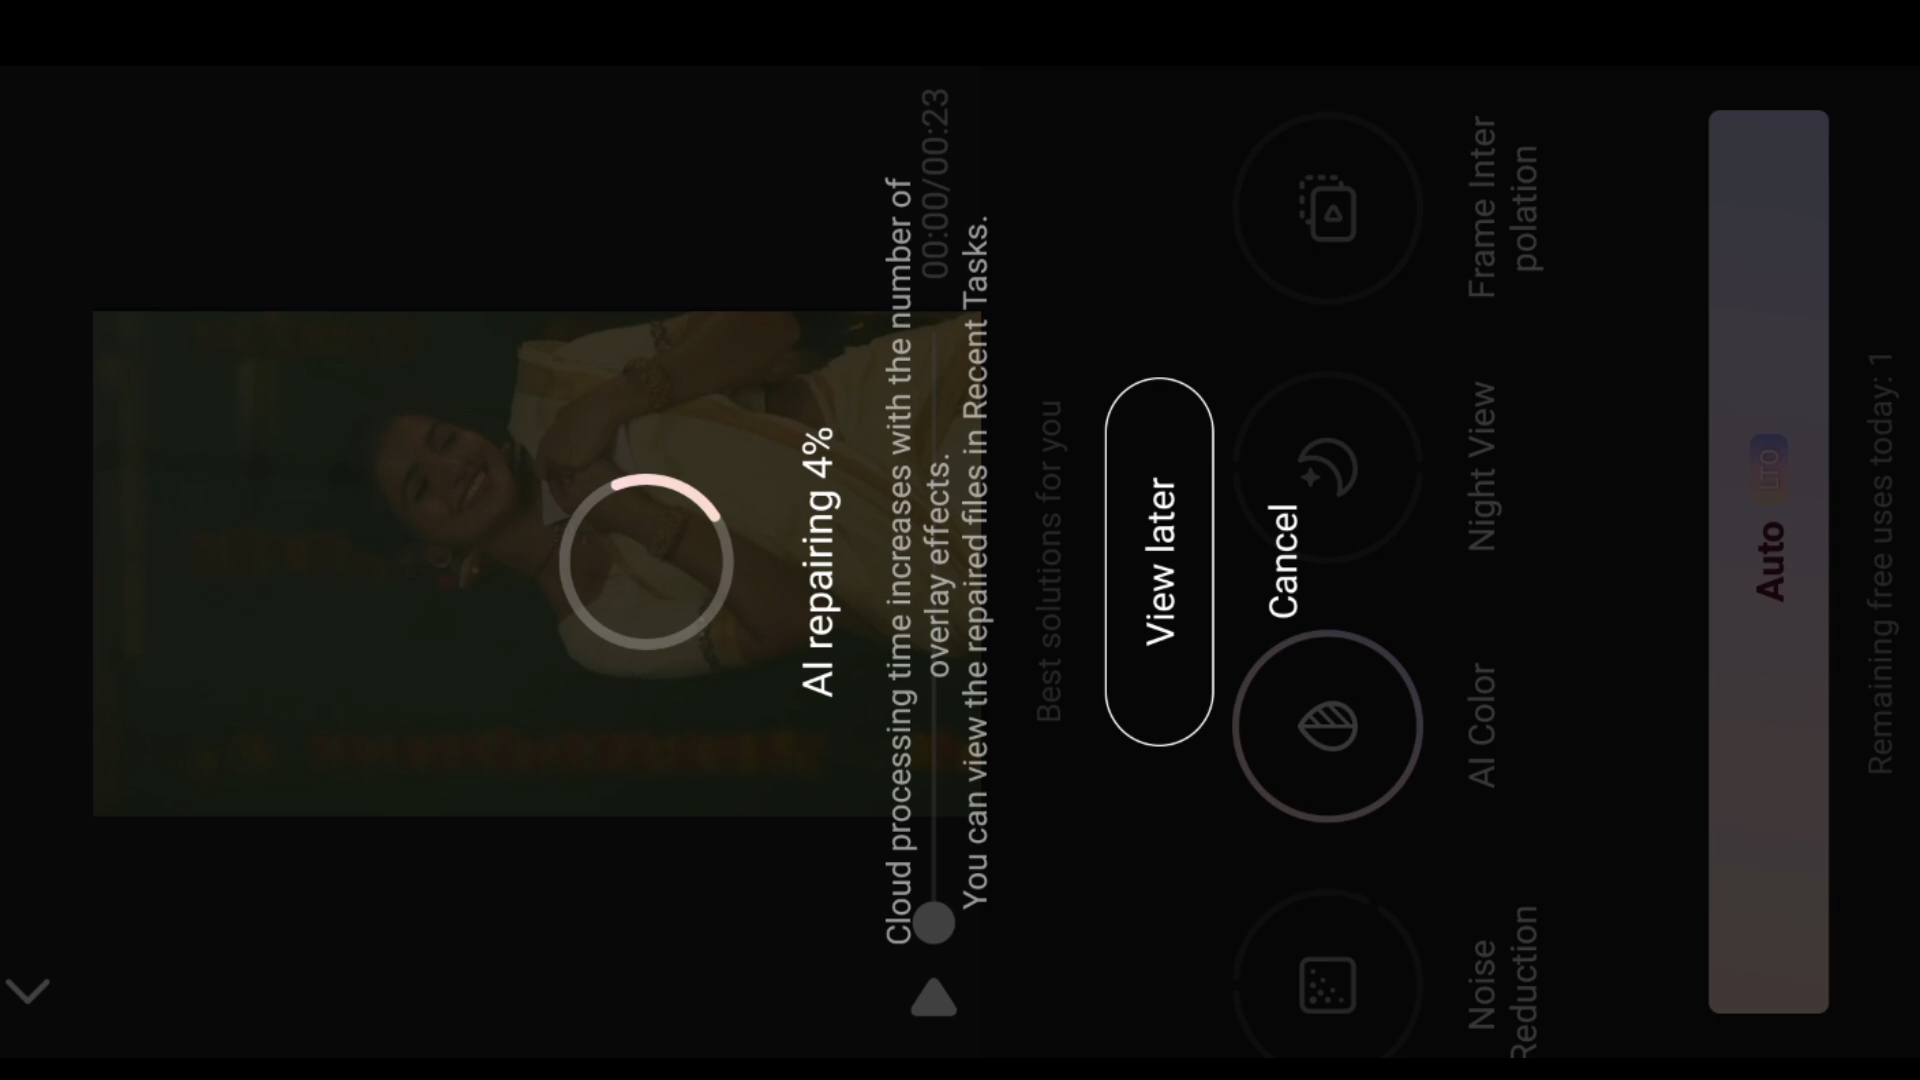 00:00/00:23
AI repairing 4%
Cloud processing time increases with the number of
overlay effects.
You can view the repaired files in Recent Tasks.
Best solutions for you
View later
Cancel
Noise
Reduction
AI Color
Night View
Frame Inter
polation
Auto LTO
Remaining free uses today: 1